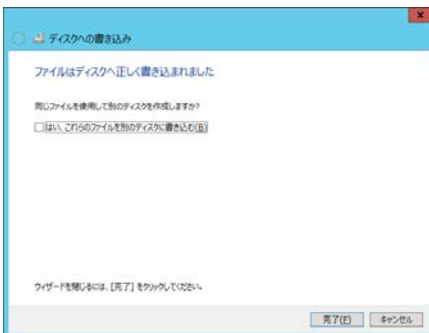 ディスクへの書き込み
ファイルはディスクへ正しく書き込まれました
同じファイルを使用して別のディスクを作成しますか?
はい、これらのファイルを別のディスクに書き込む(B)
ウィザードを閉じるには、[完了] をクリックしてください。
完了(F) キャンセル